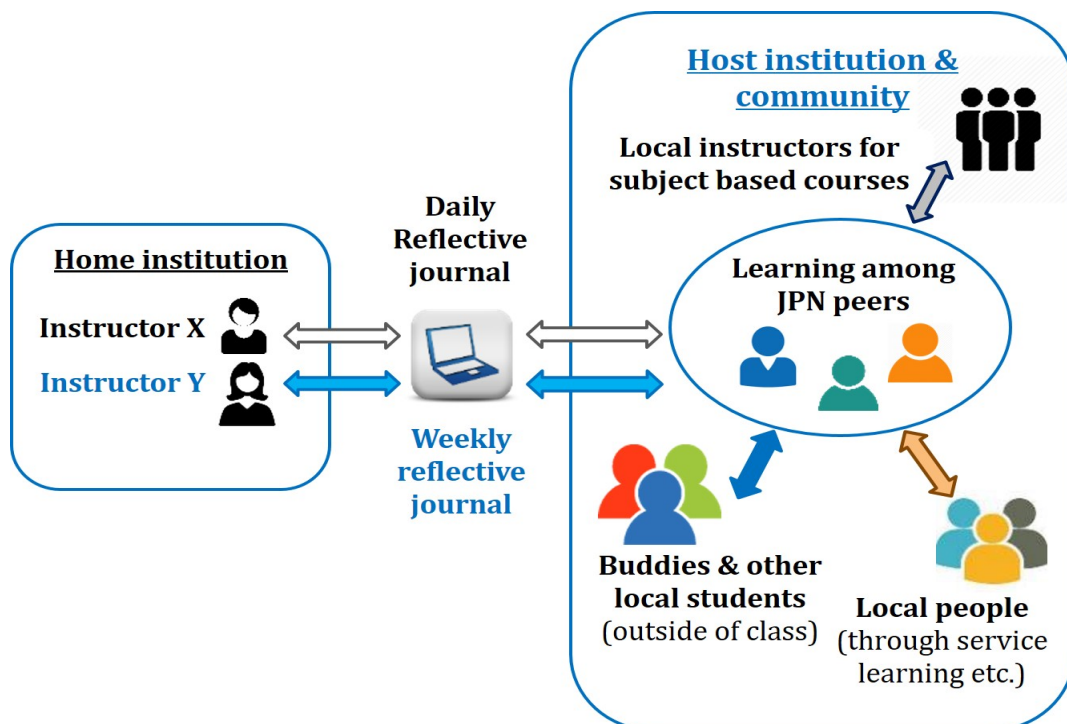 Home institution
Instructor X
Instructor Y
Daily
Reflective
journal
Weekly
reflective
journal
Host institution &
community
Local instructors for
subject based courses
Learning among
JPN peers
Buddies & other
local students
(outside of class)
Local people
(through service
learning etc.)